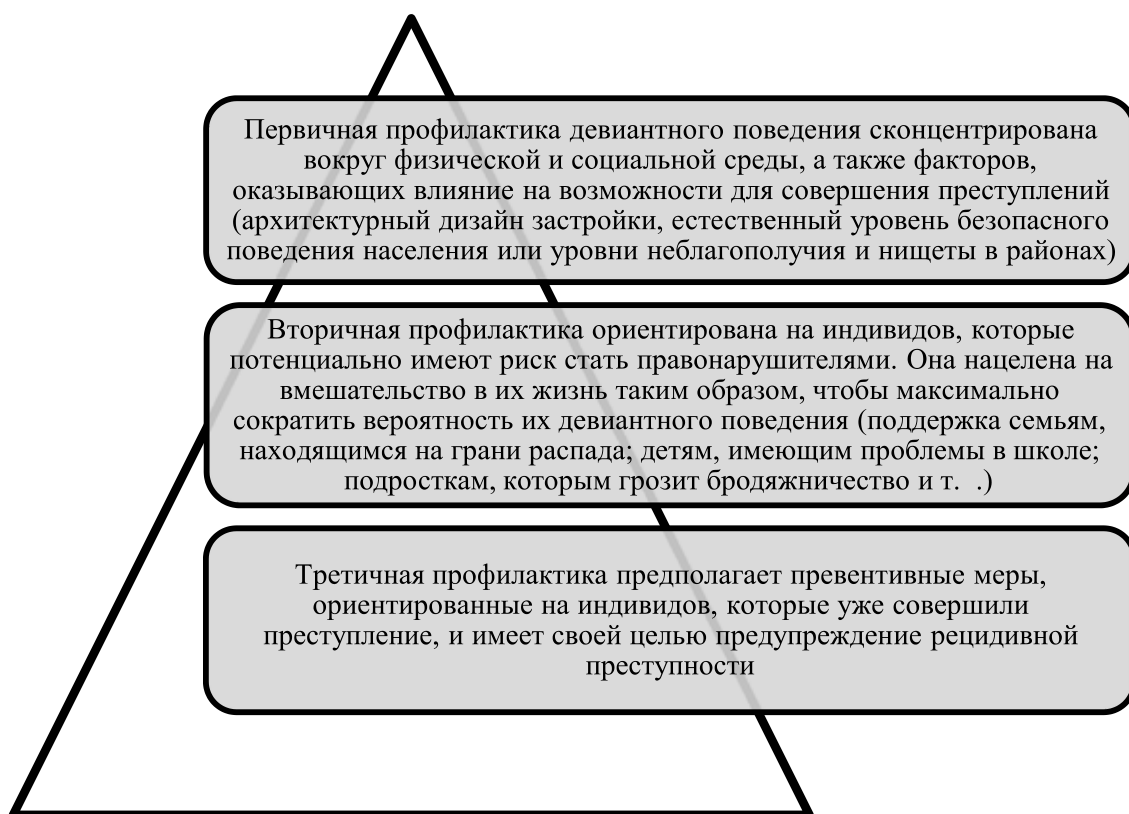 Первичная профилактика девиантного поведения сконцентрирована
вокруг физической и социальной среды, а также факторов,
оказывающих влияние на возможности для совершения преступлений
(архитектурный дизайн застройки, естественный уровень безопасного
поведения населения или уровни неблагополучия и нищеты в районах)
Вторичная профилактика ориентирована на индивидов, которые
потенциально имеют риск стать правонарушителями. Она нацелена на
вмешательство в их жизнь таким образом, чтобы максимально
сократить вероятность их девиантного поведения (поддержка семьям,
находящимся на грани распада; детям, имеющим проблемы в школе;
подросткам, которым грозит бродяжничество и т. .)
Третичная профилактика предполагает превентивные меры,
ориентированные на индивидов, которые уже совершили
преступление, и имеет своей целью предупреждение рецидивной
преступности